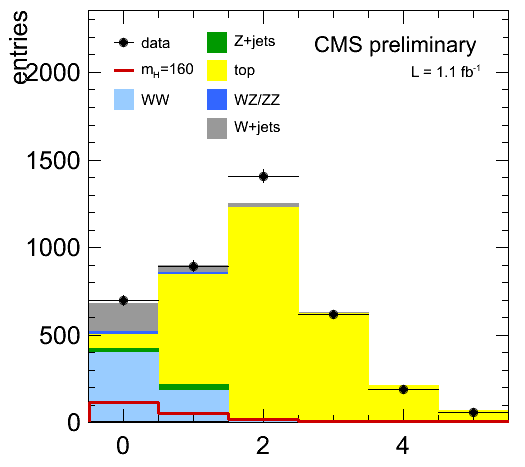 entries
CMS preliminary
L = 1.1 fb⁻¹
data
m_H=160
WW
Z+jets
top
WZ/ZZ
W+jets
2000
1500
1000
500
0
0 2 4